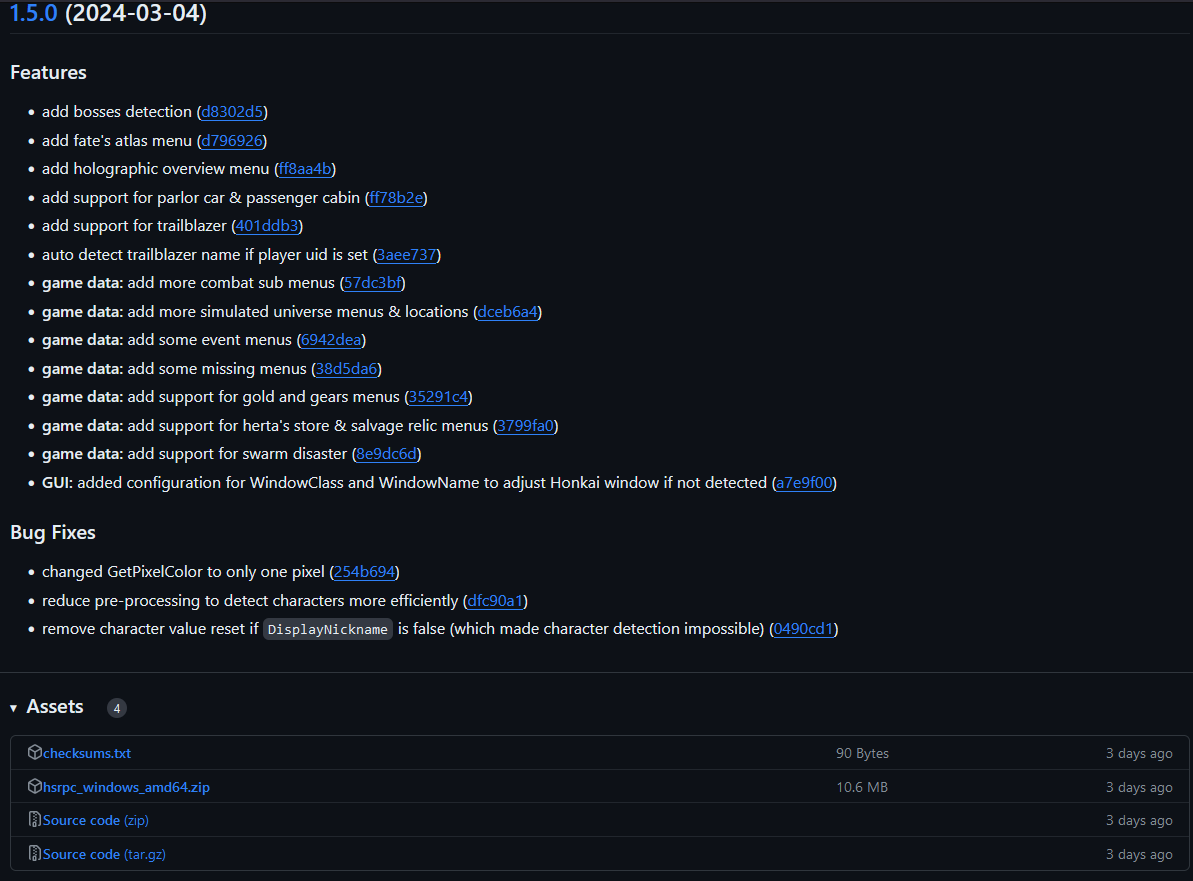 1.5.0 (2024-03-04)
Features
• add bosses detection (d8302d5)
• add fate's atlas menu (d796926)
• add holographic overview menu (ff8aa4b)
• add support for parlor car & passenger cabin (ff78b2e)
• add support for trailblazer (401ddb3)
• auto detect trailblazer name if player uid is set (3aee737)
• game data: add more combat sub menus (57dc3bf)
• game data: add more simulated universe menus & locations (dceb6a4)
• game data: add some event menus (6942dea)
• game data: add some missing menus (38d5da6)
• game data: add support for gold and gears menus (35291c4)
• game data: add support for herta's store & salvage relic menus (3799fa0)
• game data: add support for swarm disaster (8e9dc6d)
• GUI: added configuration for WindowClass and WindowName to adjust Honkai window if not detected (a7e9f00)
Bug Fixes
• changed GetPixelColor to only one pixel (254b694)
• reduce pre-processing to detect characters more efficiently (dfc90a1)
• remove character value reset if DisplayNickname is false (which made character detection impossible) (0490cd1)
▾ Assets 4
checksums.txt 90 Bytes 3 days ago
hsrpc_windows_amd64.zip 10.6 MB 3 days ago
Source code (zip) 3 days ago
Source code (tar.gz) 3 days ago